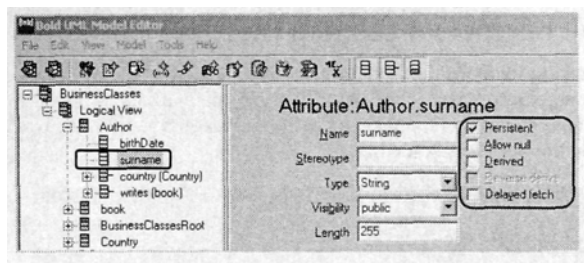 Bold UML Model Editor
File Edit View Model Tools Help
BusinessClasses
Logical View
Author
birthDate
surname
country (Country)
writes (book)
book
BusinessClassesRoot
Country
Attribute:Author.surname
Name surname
Stereotype
Type String
Visibility public
Length 255
Persistent
Allow null
Derived
Reverse derive
Delayed fetch